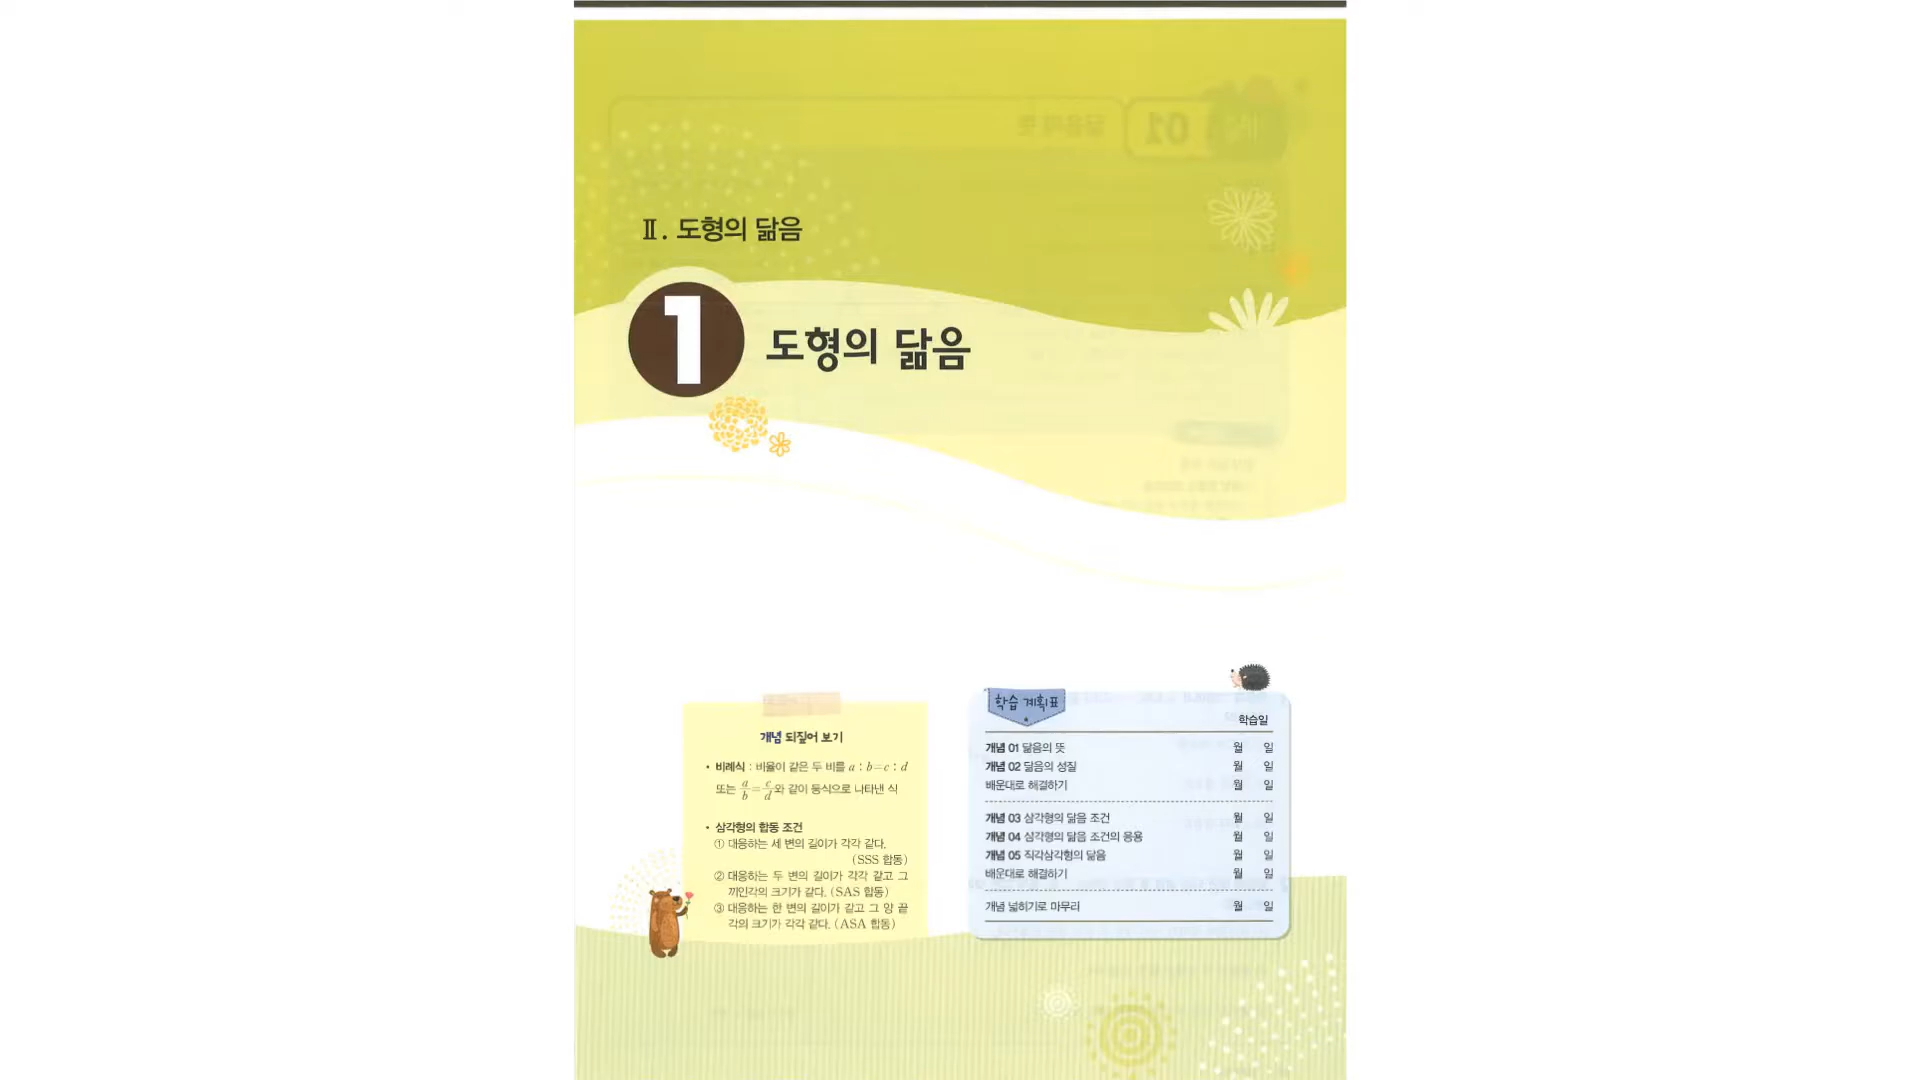 Ⅱ. 도형의 닮음
1 도형의 닮음
개념 되짚어 보기
• 비례식 : 비율이 같은 두 비를 a : b=c : d
또는 a/b=c/d와 같이 등식으로 나타낸 식
• 삼각형의 합동 조건
① 대응하는 세 변의 길이가 각각 같다.
(SSS 합동)
② 대응하는 두 변의 길이가 각각 같고 그
끼인각의 크기가 같다. (SAS 합동)
③ 대응하는 한 변의 길이가 같고 그 양 끝
각의 크기가 각각 같다. (ASA 합동)
학습 계획표
학습일
개념 01 닮음의 뜻 월 일
개념 02 닮음의 성질 월 일
배운대로 해결하기 월 일
개념 03 삼각형의 닮음 조건 월 일
개념 04 삼각형의 닮음 조건의 응용 월 일
개념 05 직각삼각형의 닮음 월 일
배운대로 해결하기 월 일
개념 넓히기로 마무리 월 일